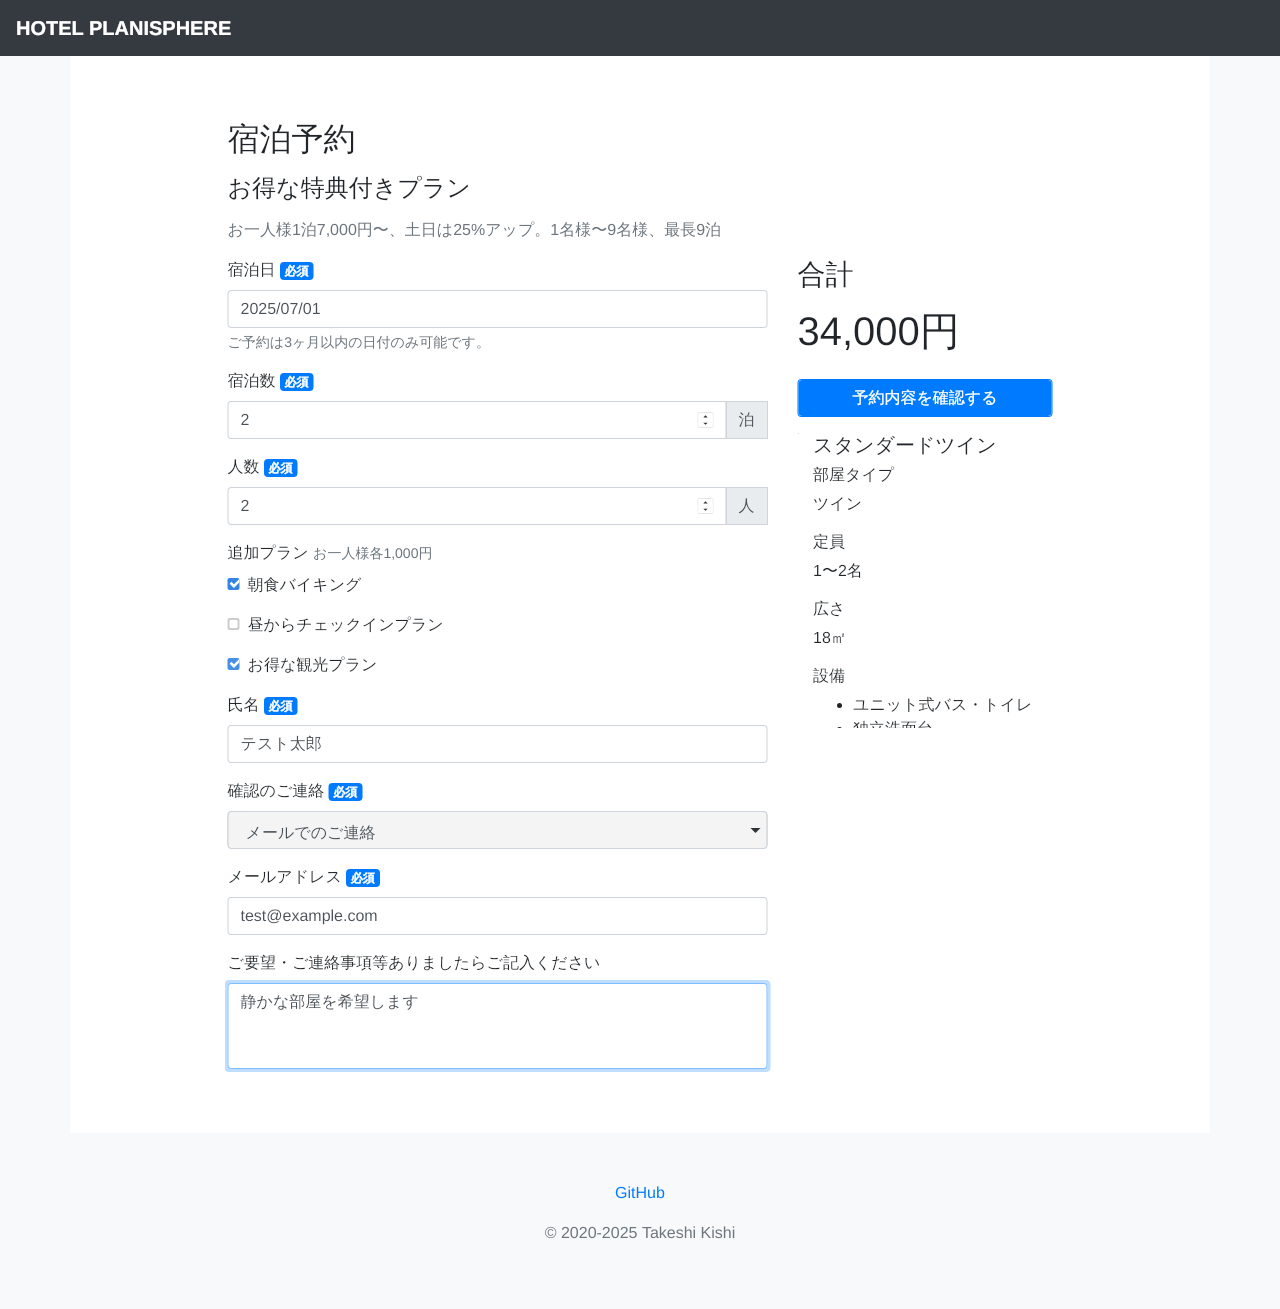 HOTEL PLANISPHERE
宿泊予約
お得な特典付きプラン
お一人様1泊7,000円〜、土日は25%アップ。1名様〜9名様、最長9泊
宿泊日 必須
2025/07/01
ご予約は3ヶ月以内の日付のみ可能です。
宿泊数 必須
2 泊
人数 必須
2 人
追加プラン お一人様各1,000円
朝食バイキング
昼からチェックインプラン
お得な観光プラン
氏名 必須
テスト太郎
確認のご連絡 必須
メールでのご連絡
メールアドレス 必須
test@example.com
ご要望・ご連絡事項等ありましたらご記入ください
静かな部屋を希望します
合計
34,000円
予約内容を確認する
スタンダードツイン
部屋タイプ
ツイン
定員
1〜2名
広さ
18㎡
設備
ユニット式バス・トイレ
独立洗面台
GitHub
© 2020-2025 Takeshi Kishi